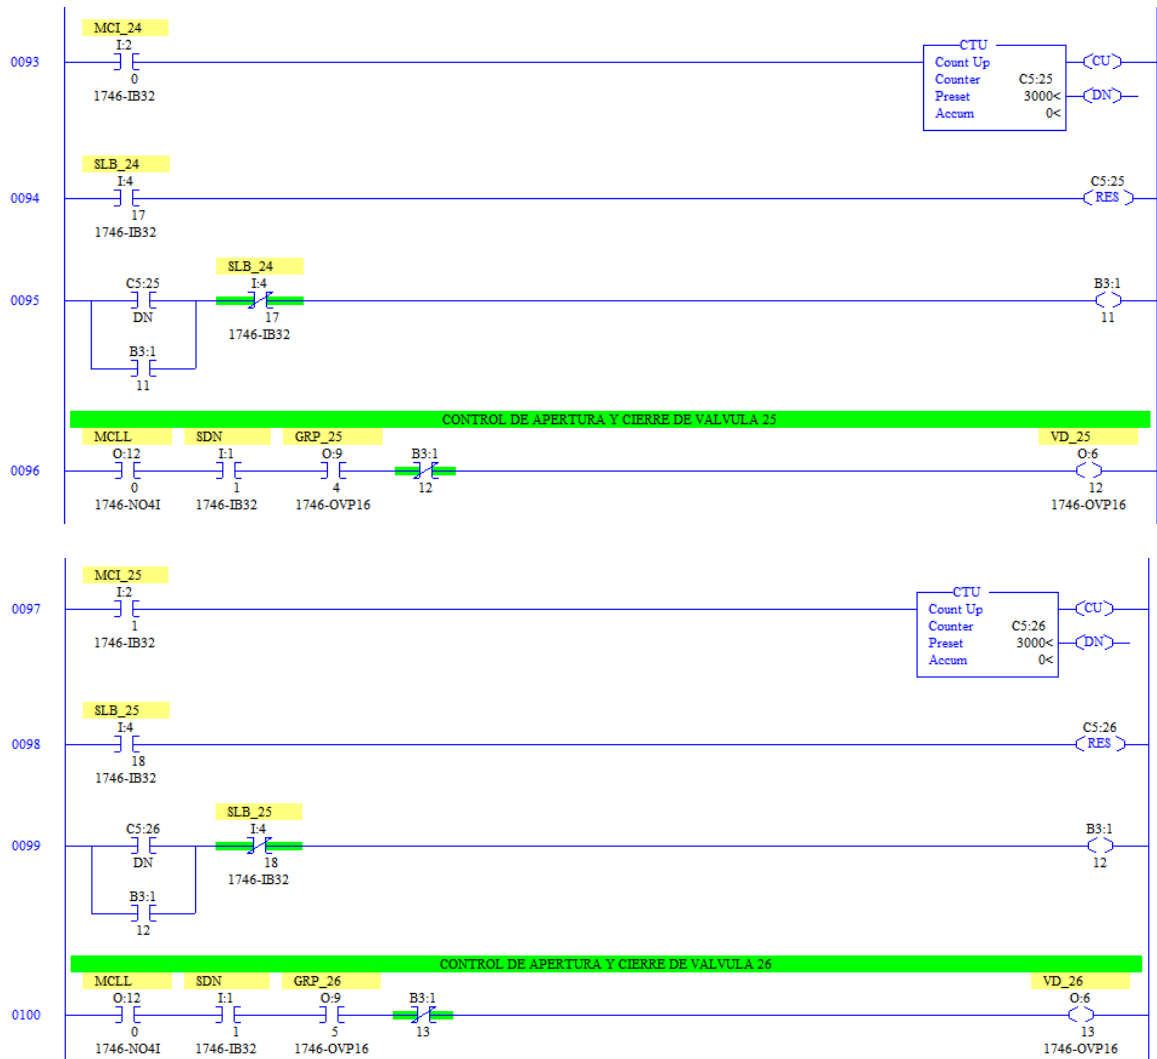 MCI_24
I:2
0093
0
1746-IB32
CTU
Count Up
Counter C5:25
Preset 3000<
Accum 0<
CU
DN
SLB_24
I:4
0094
17
1746-IB32
C5:25
RES
SLB_24
C5:25 I:4 B3:1
0095
DN 17 11
1746-IB32
B3:1
11
CONTROL DE APERTURA Y CIERRE DE VALVULA 25
MCLL SDN GRP_25 VD_25
O:12 I:1 O:9 B3:1 O:6
0096
0 1 4 12 12
1746-NO4I 1746-IB32 1746-OVP16 1746-OVP16
MCI_25
I:2
0097
1
1746-IB32
CTU
Count Up
Counter C5:26
Preset 3000<
Accum 0<
CU
DN
SLB_25
I:4
0098
18
1746-IB32
C5:26
RES
SLB_25
C5:26 I:4 B3:1
0099
DN 18 12
1746-IB32
B3:1
12
CONTROL DE APERTURA Y CIERRE DE VALVULA 26
MCLL SDN GRP_26 VD_26
O:12 I:1 O:9 B3:1 O:6
0100
0 1 5 13 13
1746-NO4I 1746-IB32 1746-OVP16 1746-OVP16